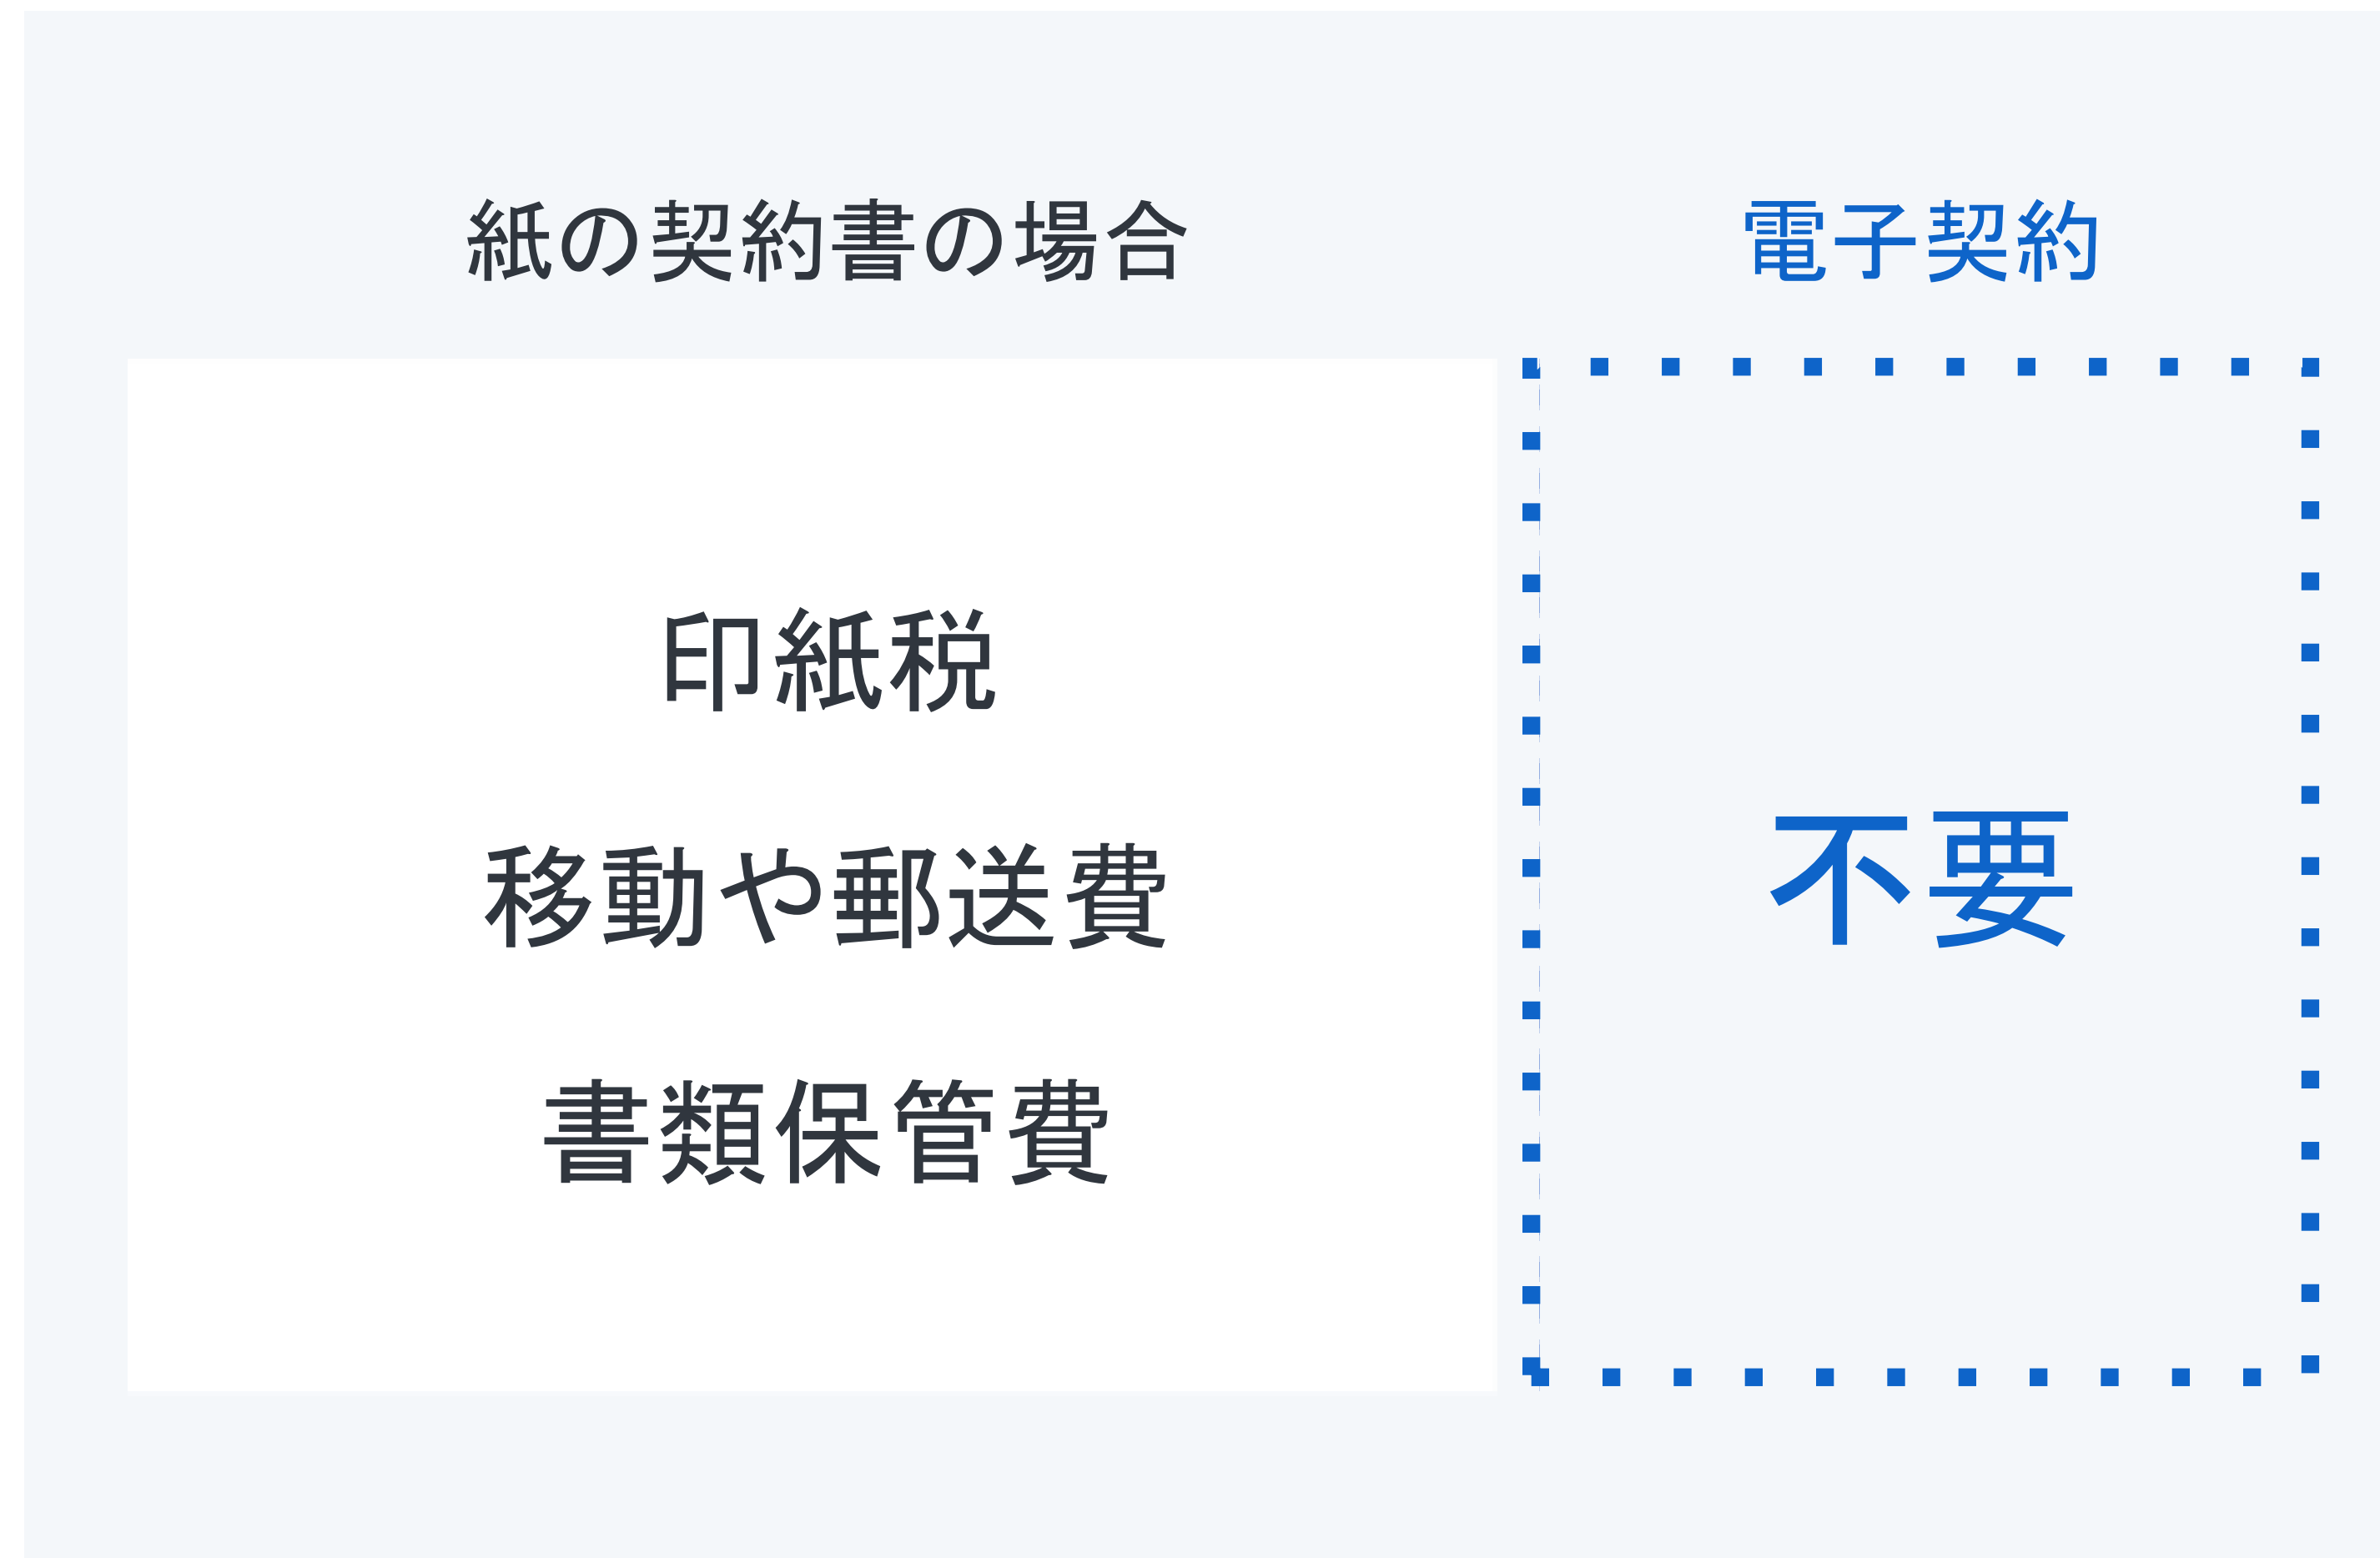 紙の契約書の場合
電子契約
印紙税
移動や郵送費
書類保管費
不要